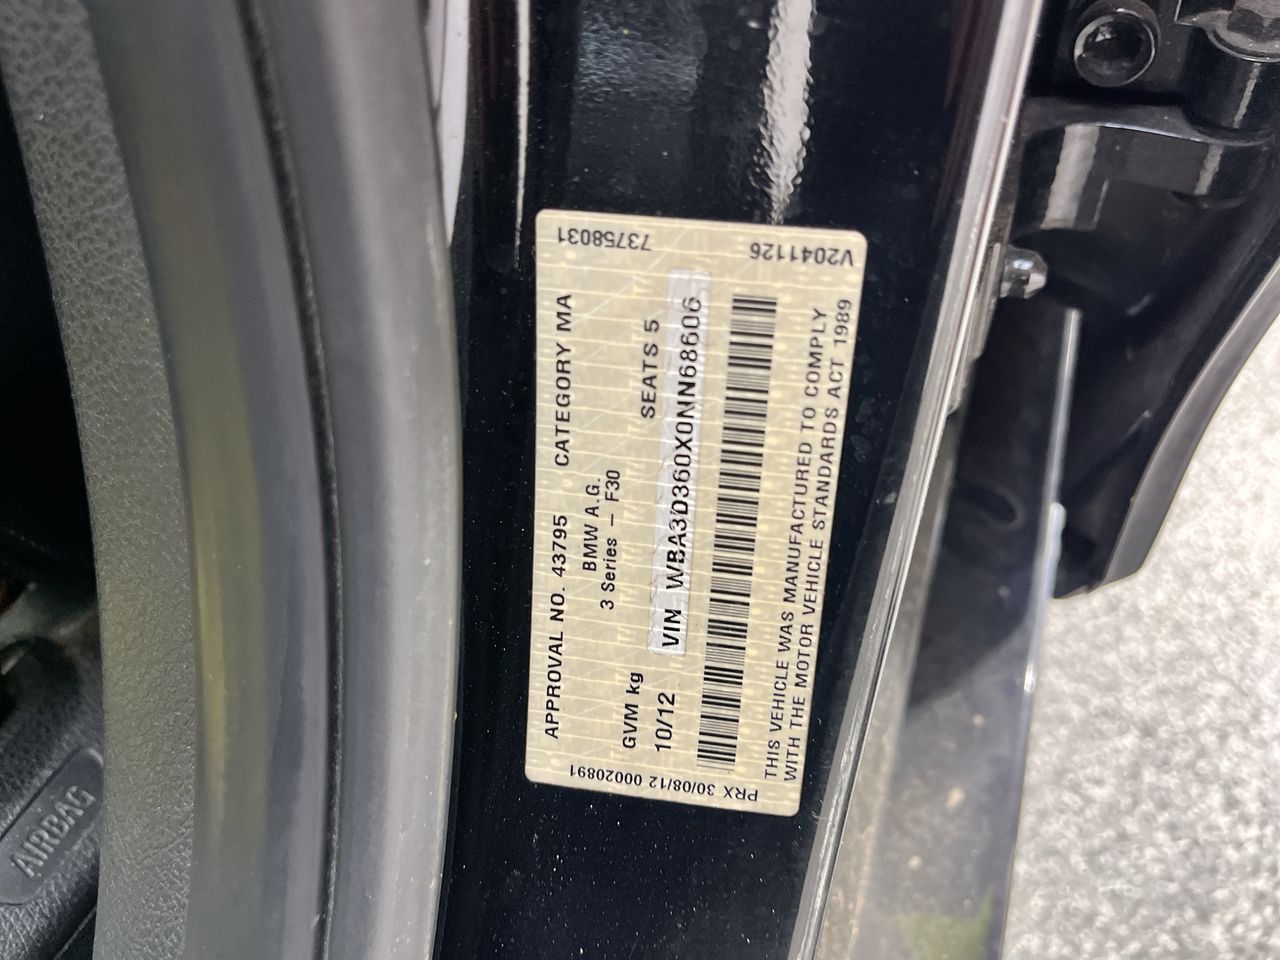 APPROVAL NO. 43795 CATEGORY MA
BMW A.G.
3 Series – F30
GVM kg SEATS 5
10/12 VIN WBA3D360X0NN68606
THIS VEHICLE WAS MANUFACTURED TO COMPLY
WITH THE MOTOR VEHICLE STANDARDS ACT 1989
73758031
V2041126
PRX 30/08/12 00020891
AIRBAG